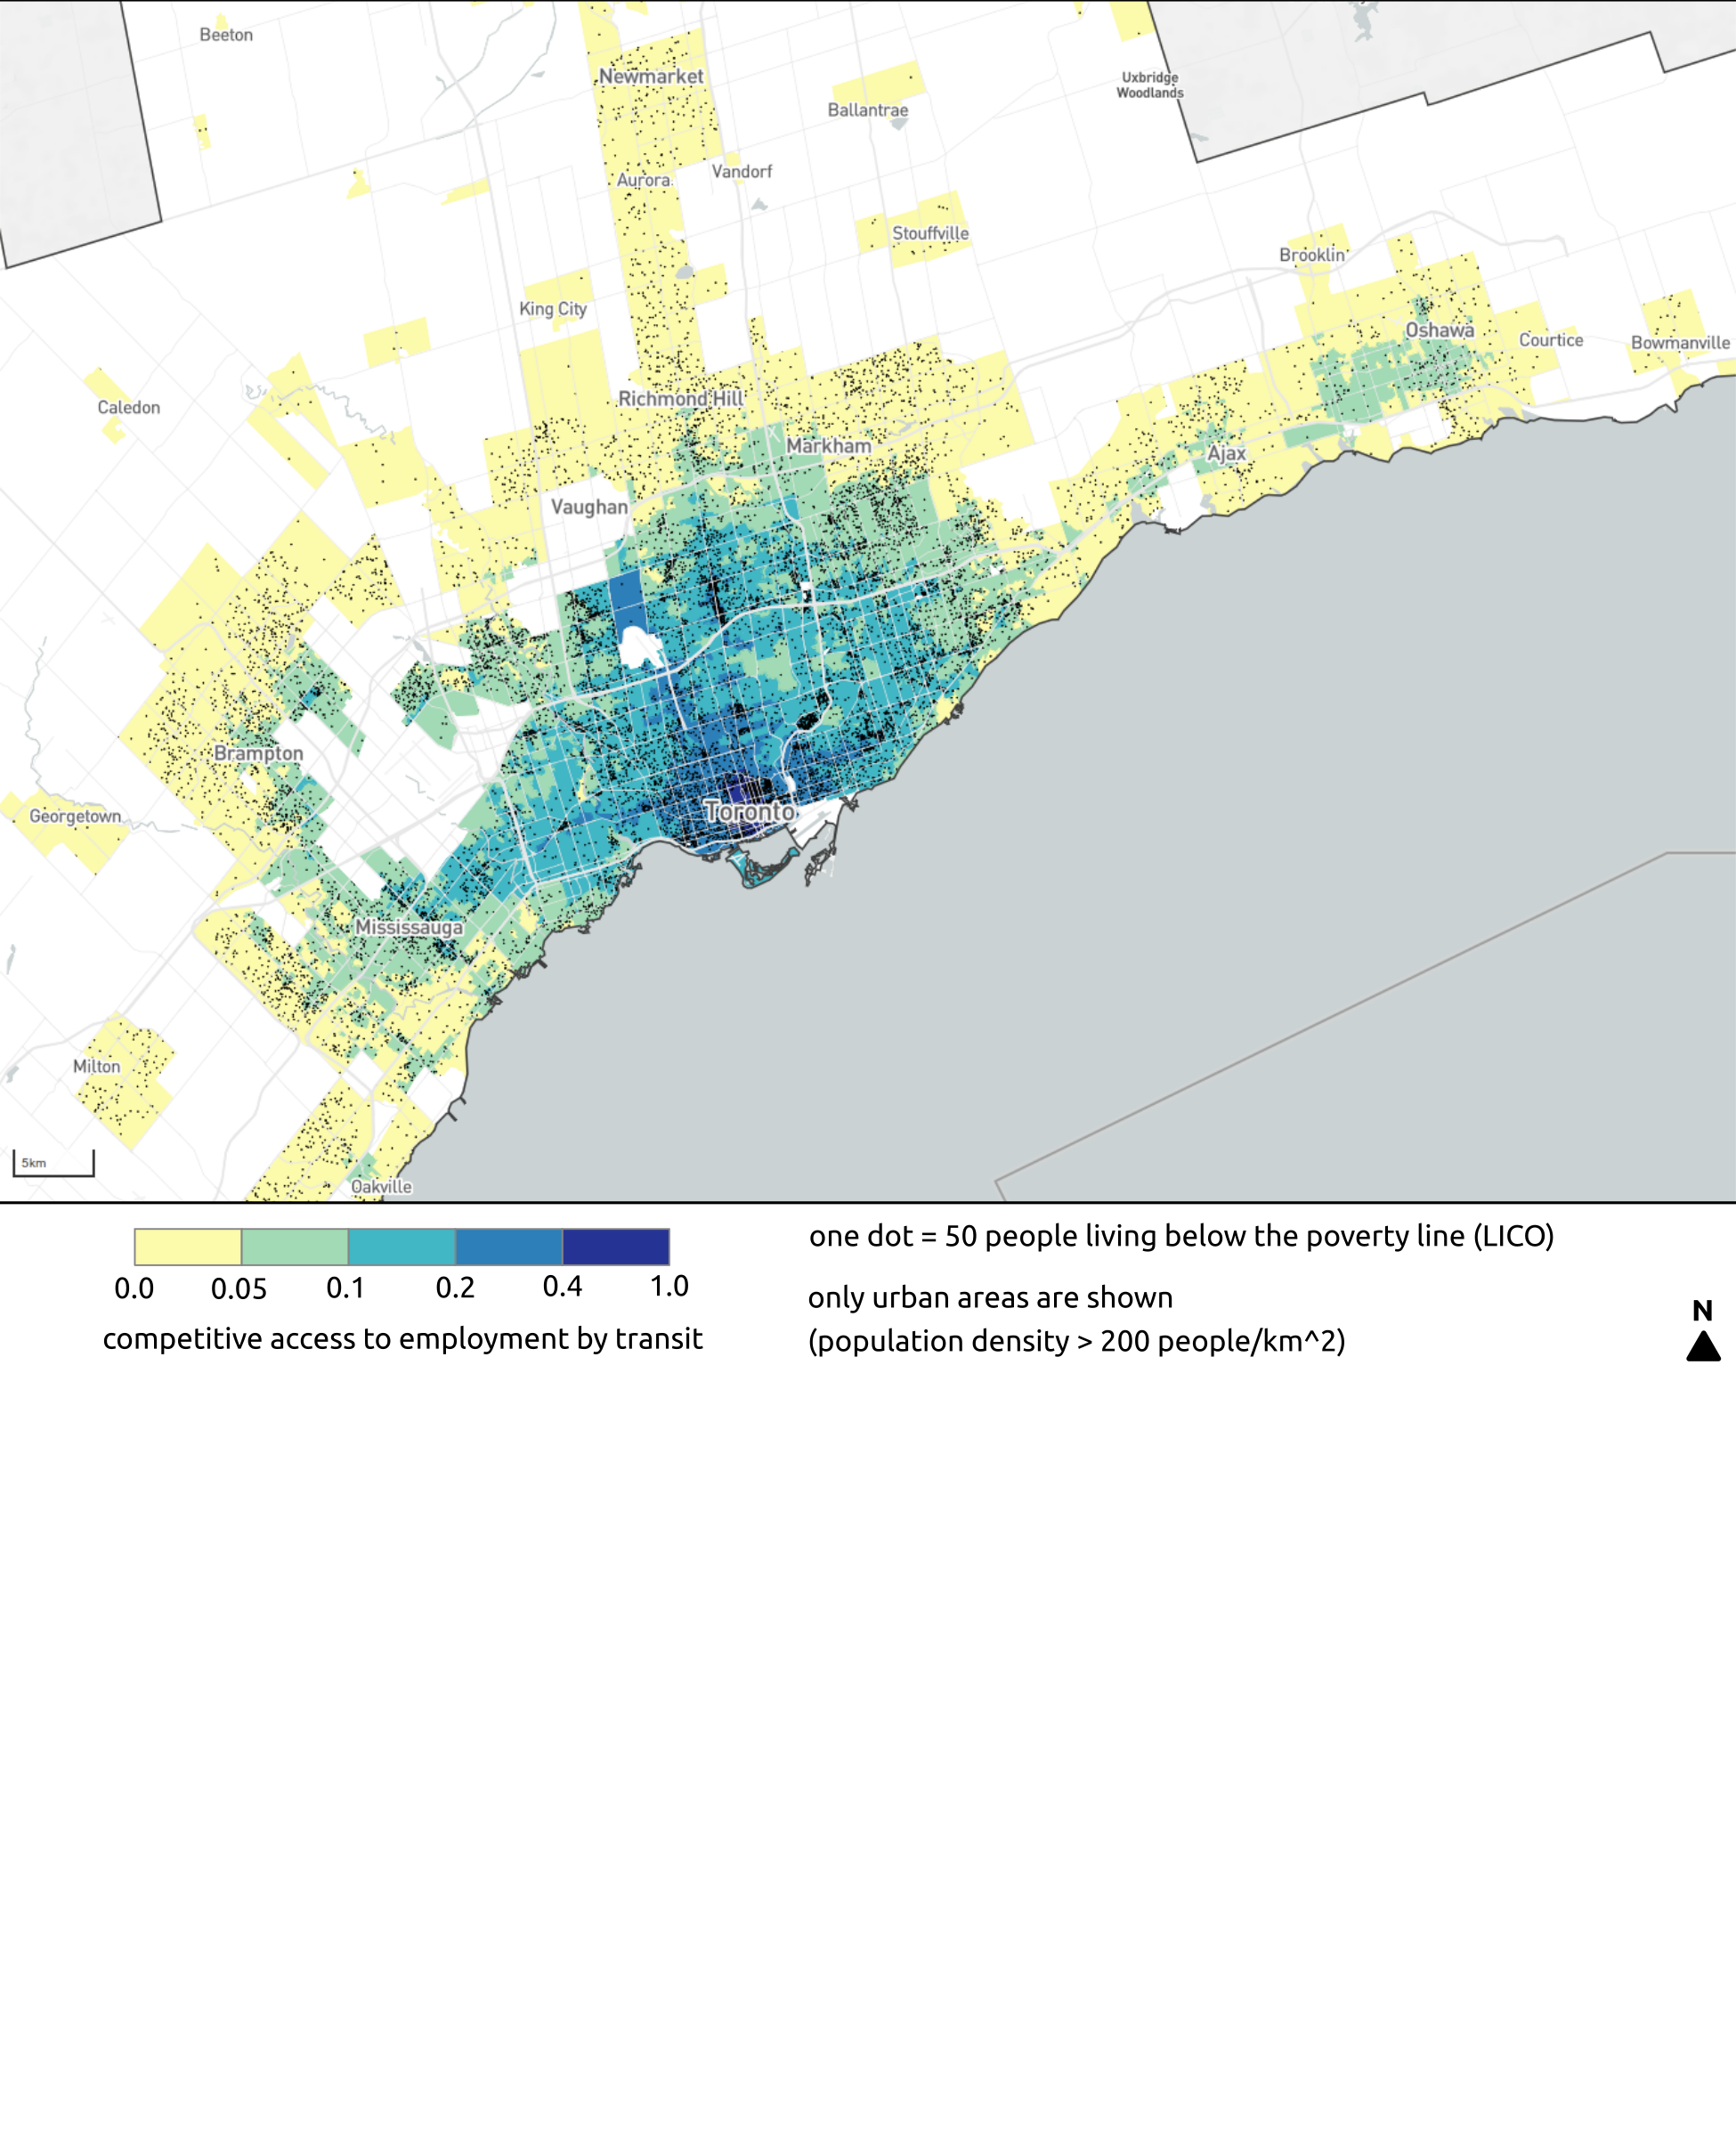 Beeton
Newmarket
Uxbridge
Woodlands
Ballantrae
Vandorf
Aurora
Stouffville
Brooklin
King City
Oshawa
Courtice
Bowmanville
Richmond Hill
Caledon
Markham
Ajax
Vaughan
Brampton
Georgetown
Toronto
Mississauga
Milton
5km
Oakville
0.0 0.05 0.1 0.2 0.4 1.0
competitive access to employment by transit
one dot = 50 people living below the poverty line (LICO)
only urban areas are shown
(population density > 200 people/km^2)
N